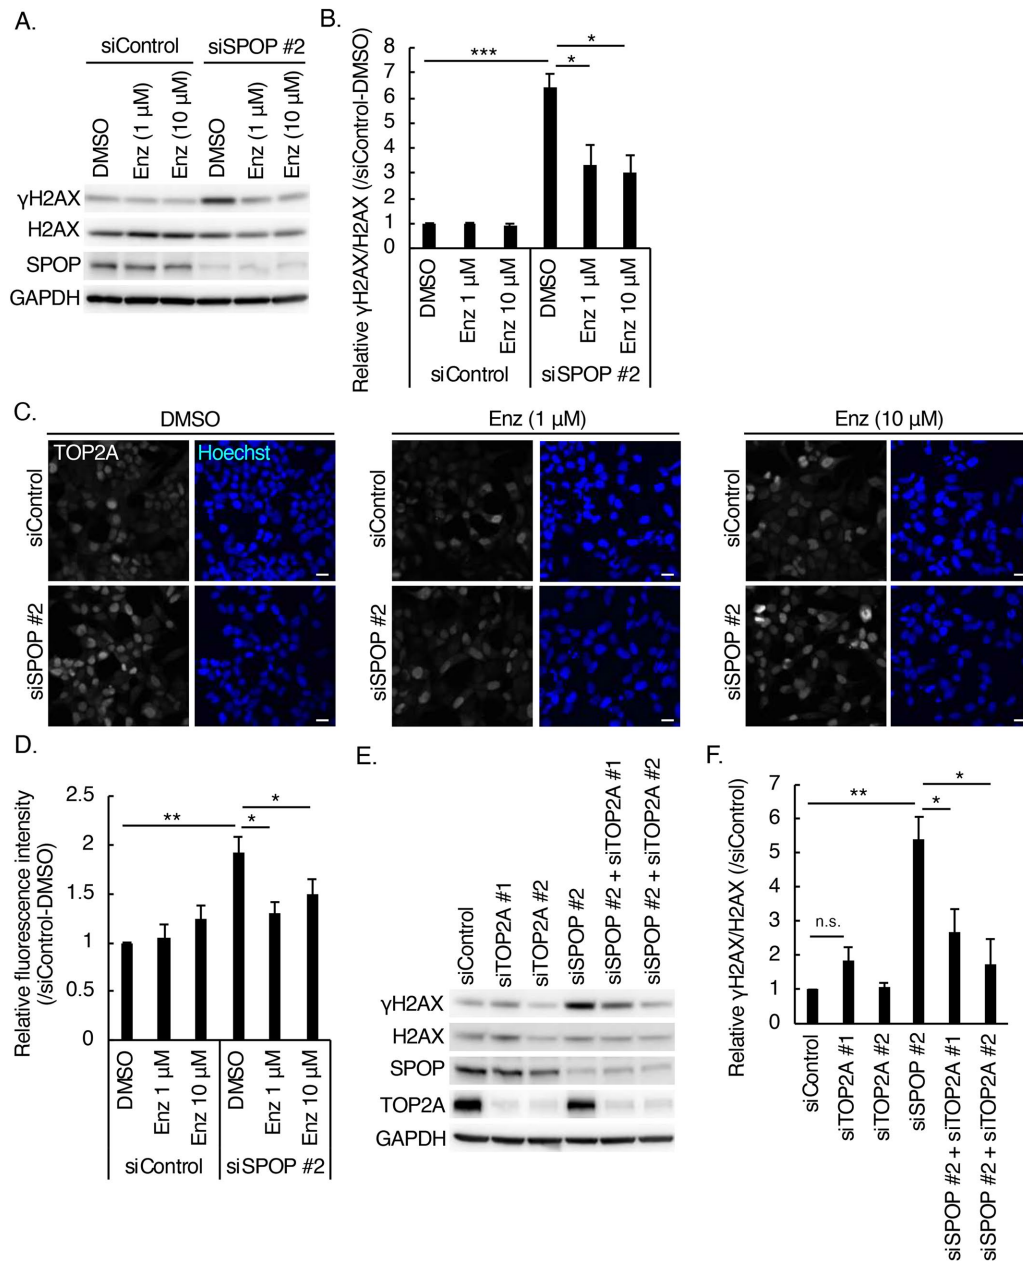 A.
siControl
siSPOP #2
DMSO
Enz (1 µM)
Enz (10 µM)
DMSO
Enz (1 µM)
Enz (10 µM)
γH2AX
H2AX
SPOP
GAPDH
B.
Relative γH2AX/H2AX (/siControl-DMSO)
8
7
6
5
4
3
2
1
0
***
*
*
DMSO
Enz 1 µM
Enz 10 µM
DMSO
Enz 1 µM
Enz 10 µM
siControl
siSPOP #2
C.
DMSO
Enz (1 µM)
Enz (10 µM)
siControl
TOP2A
Hoechst
siControl
siControl
siSPOP #2
siSPOP #2
siSPOP #2
D.
Relative fluorescence intensity
(/siControl-DMSO)
2.5
2
1.5
1
0.5
0
**
*
*
DMSO
Enz 1 µM
Enz 10 µM
DMSO
Enz 1 µM
Enz 10 µM
siControl
siSPOP #2
E.
siControl
siTOP2A #1
siTOP2A #2
siSPOP #2
siSPOP #2 + siTOP2A #1
siSPOP #2 + siTOP2A #2
γH2AX
H2AX
SPOP
TOP2A
GAPDH
F.
Relative γH2AX/H2AX (/siControl)
7
6
5
4
3
2
1
0
n.s.
**
*
*
siControl
siTOP2A #1
siTOP2A #2
siSPOP #2
siSPOP #2 + siTOP2A #1
siSPOP #2 + siTOP2A #2